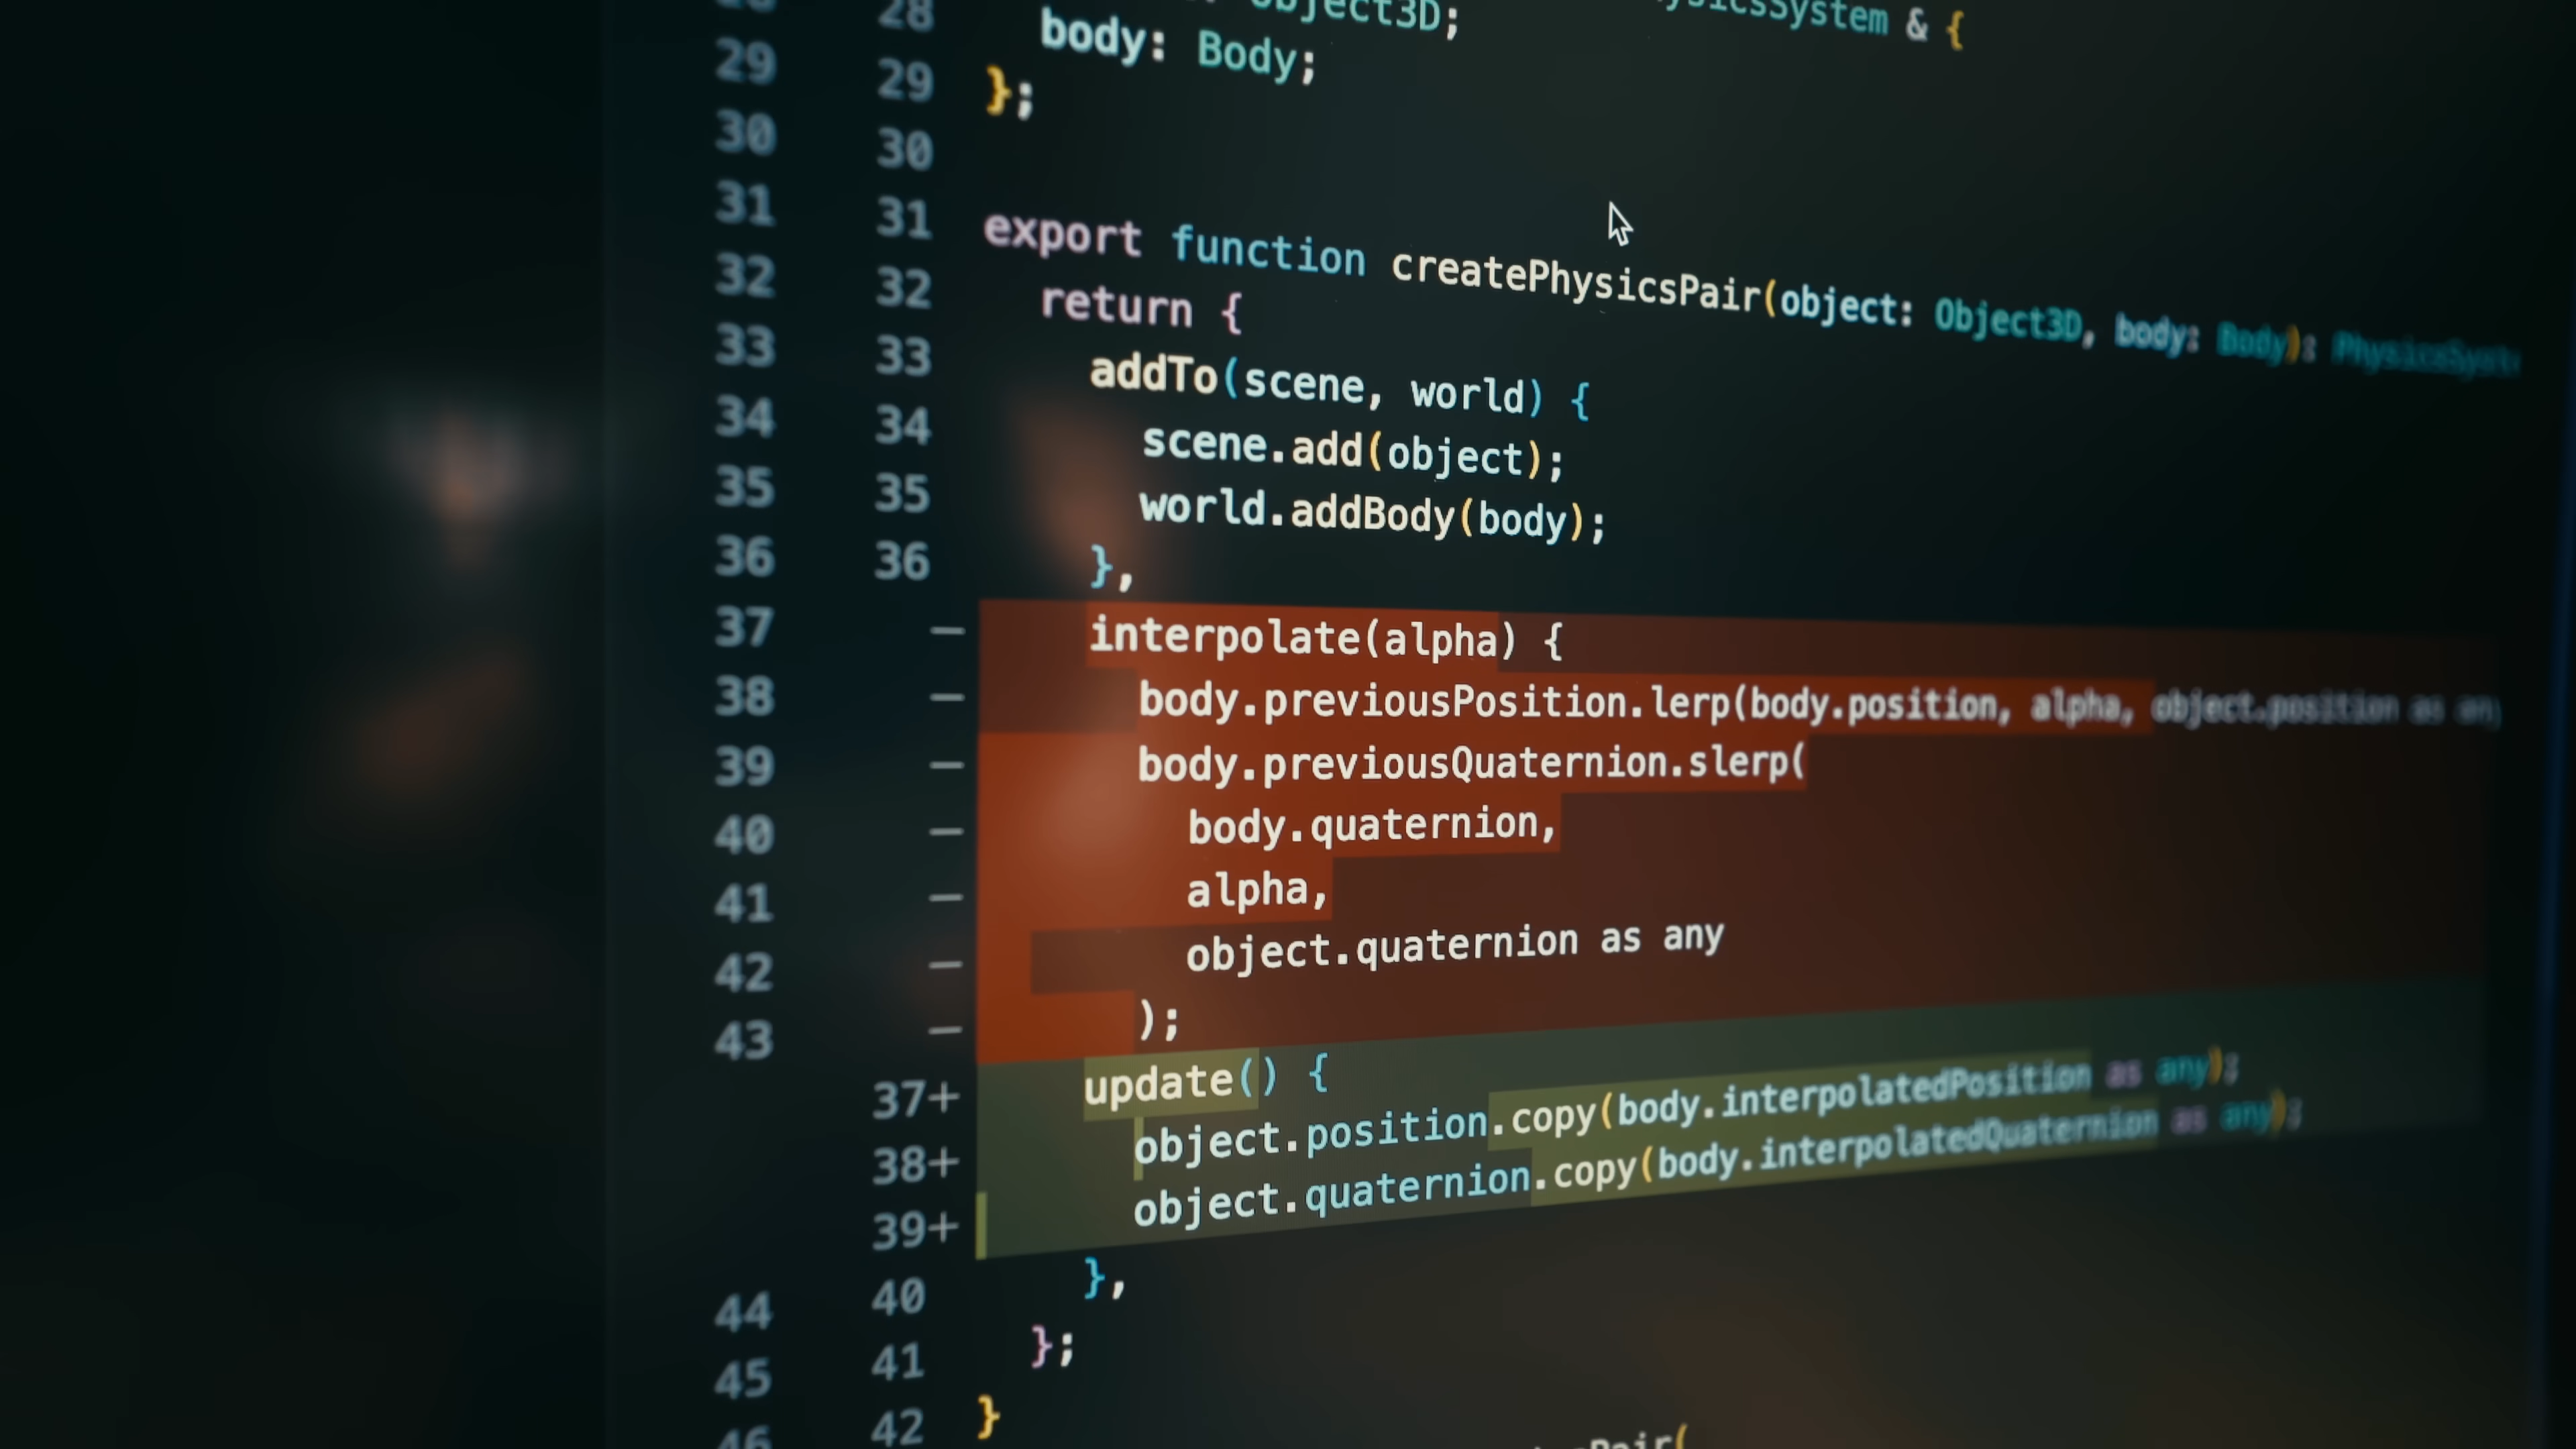 28 28 Object3D; & {
29 29 body: Body;
30 30 };
31 31
32 32 export function createPhysicsPair(object: Object3D, body: Body):
33 33 return {
34 34 addTo(scene, world) {
35 35 scene.add(object);
36 36 world.addBody(body);
},
37 — interpolate(alpha) {
38 — body.previousPosition.lerp(body.position, alpha, object.position as
39 — body.previousQuaternion.slerp(
40 — body.quaternion,
41 — alpha,
42 — object.quaternion as any
43 — );
37+ update() {
38+ object.position.copy(body.interpolatedPosition as any);
39+ object.quaternion.copy(body.interpolatedQuaternion as any);
44 40 },
45 41 };
46 42 }